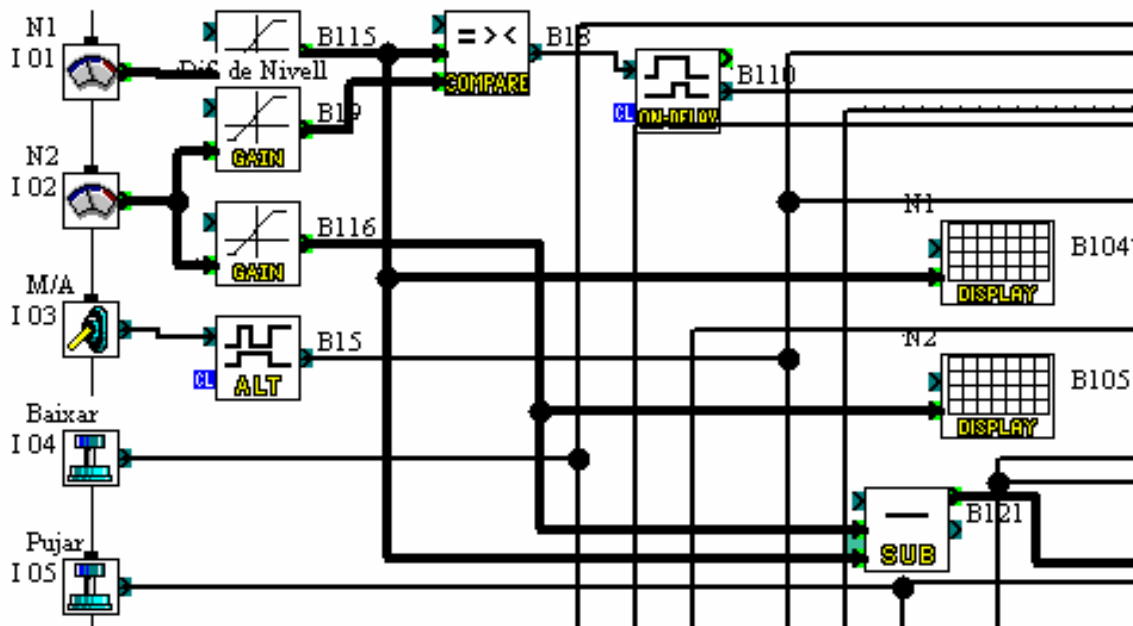 N1
I 01
B115
Dif de Nivell
= ><
COMPARE
B18
CL
ON-DELAY
B110
B19
GAIN
N2
I 02
B116
GAIN
N1
DISPLAY
B104
M/A
I 03
CL
ALT
B15
N2
DISPLAY
B105
Baixar
I 04
B121
SUB
Pujar
I 05